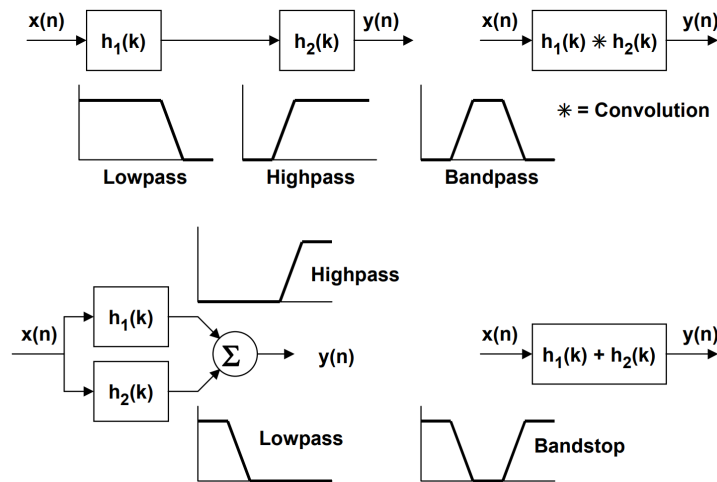 x(n)
h1(k)
h2(k)
y(n)
x(n)
h1(k) ✳ h2(k)
y(n)
✳ = Convolution
Lowpass
Highpass
Bandpass
Highpass
h1(k)
x(n)
Σ
y(n)
h2(k)
x(n)
h1(k) + h2(k)
y(n)
Lowpass
Bandstop